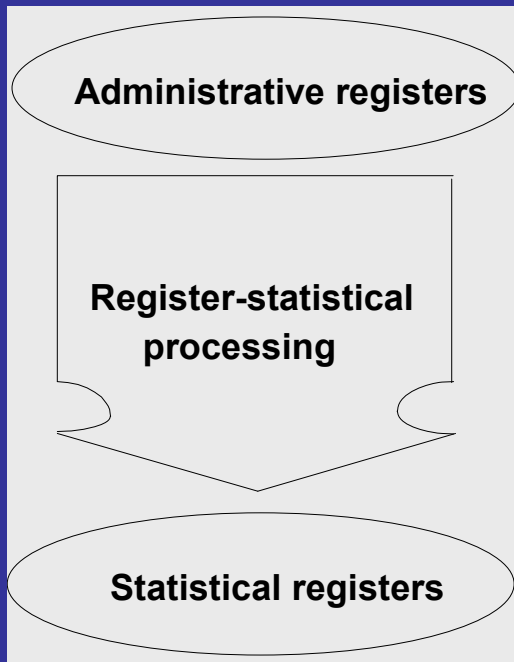 Administrative registers
Register-statistical
processing
Statistical registers